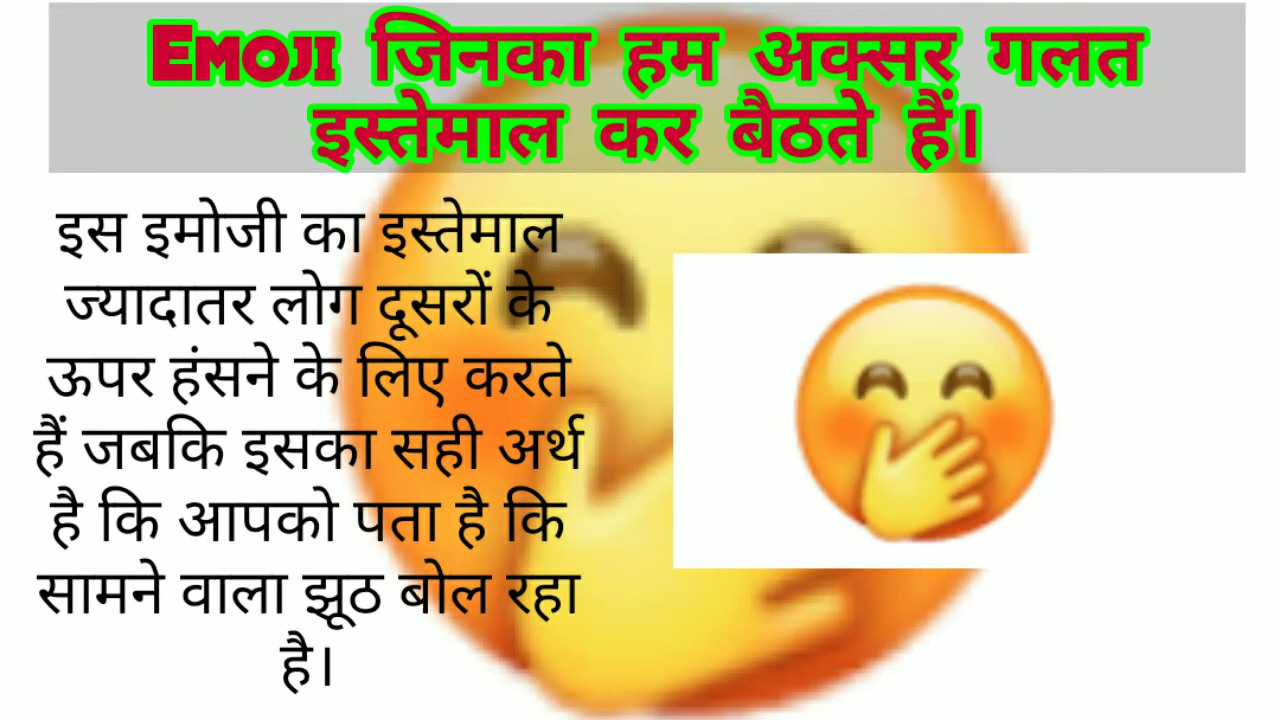 Emoji जिनका हम अक्सर गलत
इस्तेमाल कर बैठते हैं।
इस इमोजी का इस्तेमाल
ज्यादातर लोग दूसरों के
ऊपर हंसने के लिए करते
हैं जबकि इसका सही अर्थ
है कि आपको पता है कि
सामने वाला झूठ बोल रहा
है।